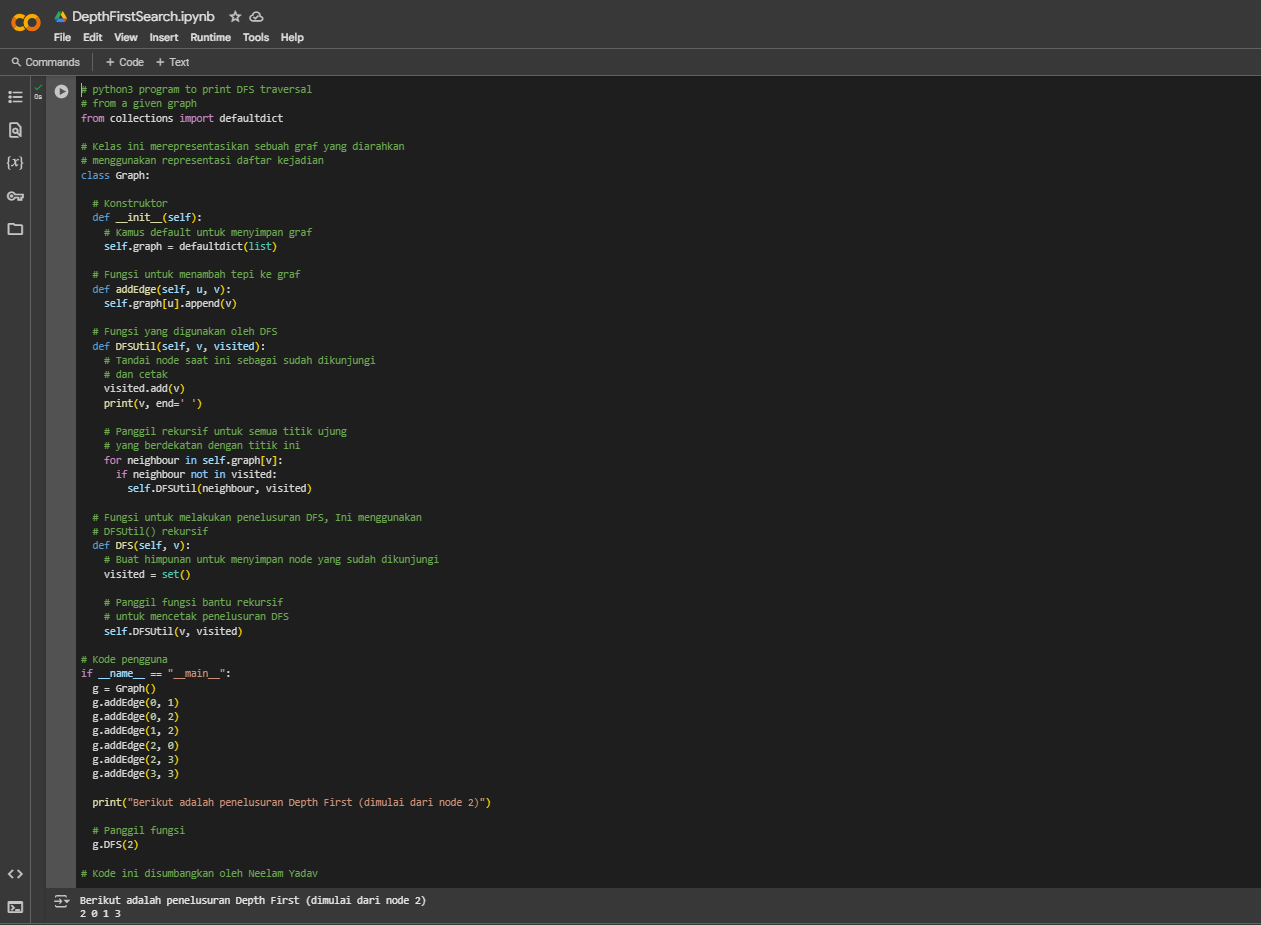 DepthFirstSearch.ipynb
File Edit View Insert Runtime Tools Help
Commands + Code + Text
0s
# python3 program to print DFS traversal
# from a given graph
from collections import defaultdict
# Kelas ini merepresentasikan sebuah graf yang diarahkan
# menggunakan representasi daftar kejadian
class Graph:
# Konstruktor
def __init__(self):
# Kamus default untuk menyimpan graf
self.graph = defaultdict(list)
# Fungsi untuk menambah tepi ke graf
def addEdge(self, u, v):
self.graph[u].append(v)
# Fungsi yang digunakan oleh DFS
def DFSUtil(self, v, visited):
# Tandai node saat ini sebagai sudah dikunjungi
# dan cetak
visited.add(v)
print(v, end=' ')
# Panggil rekursif untuk semua titik ujung
# yang berdekatan dengan titik ini
for neighbour in self.graph[v]:
if neighbour not in visited:
self.DFSUtil(neighbour, visited)
# Fungsi untuk melakukan penelusuran DFS, Ini menggunakan
# DFSUtil() rekursif
def DFS(self, v):
# Buat himpunan untuk menyimpan node yang sudah dikunjungi
visited = set()
# Panggil fungsi bantu rekursif
# untuk mencetak penelusuran DFS
self.DFSUtil(v, visited)
# Kode pengguna
if __name__ == "__main__":
g = Graph()
g.addEdge(0, 1)
g.addEdge(0, 2)
g.addEdge(1, 2)
g.addEdge(2, 0)
g.addEdge(2, 3)
g.addEdge(3, 3)
print("Berikut adalah penelusuran Depth First (dimulai dari node 2)")
# Panggil fungsi
g.DFS(2)
# Kode ini disumbangkan oleh Neelam Yadav
Berikut adalah penelusuran Depth First (dimulai dari node 2)
2 0 1 3